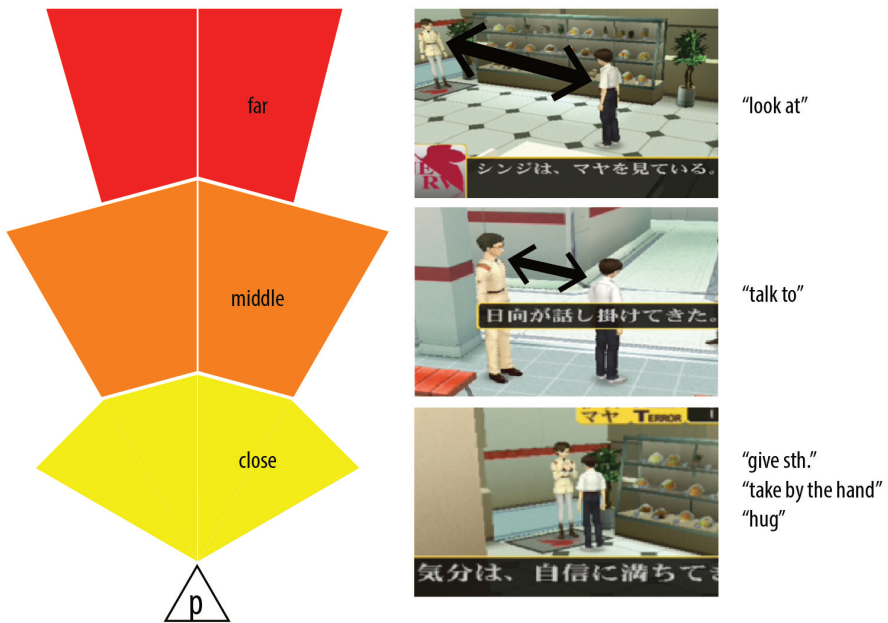 far
“look at”
シンジは、マヤを見ている。
middle
“talk to”
日向が話し掛けてきた。
マヤ TERROR
close
“give sth.”
“take by the hand”
“hug”
気分は、自信に満ちて
p